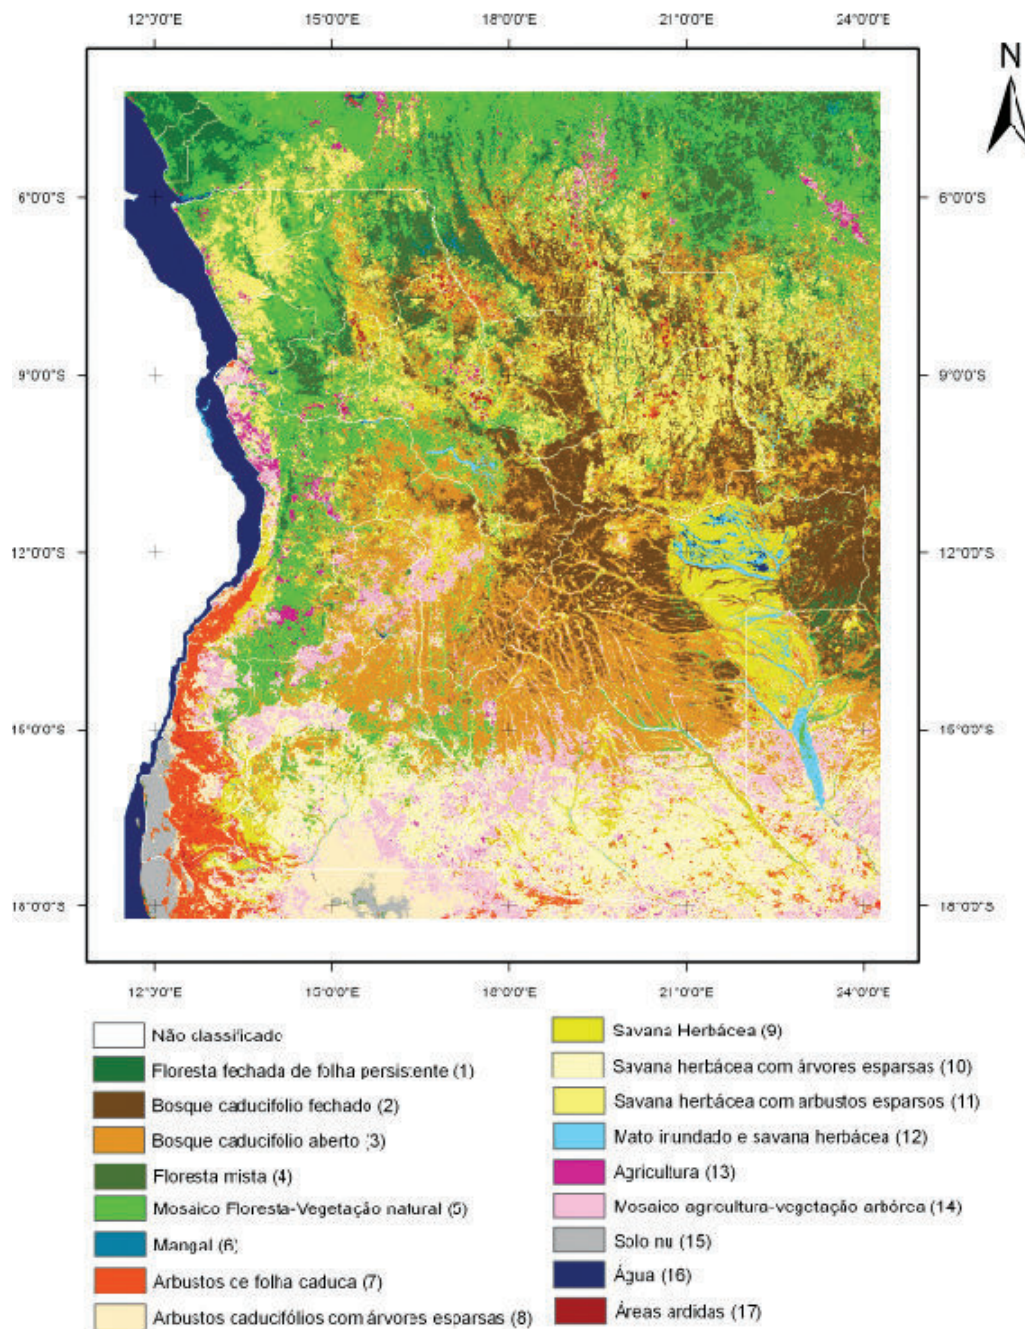 12°0'0"E 15°0'0"E 18°0'0"E 21°0'0"E 24°0'0"E
N
6°0'0"S 6°0'0"S
9°0'0"S 9°0'0"S
12°0'0"S 12°0'0"S
15°0'0"S 15°0'0"S
18°0'0"S 18°0'0"S
12°0'0"E 15°0'0"E 18°0'0"E 21°0'0"E 24°0'0"E
Não classificado
Floresta fechada de folha persistente (1)
Bosque caducifolio fechado (2)
Bosque caducifólio aberto (3)
Floresta mista (4)
Mosaico Floresta-Vegetação natural (5)
Mangal (6)
Arbustos de folha caduca (7)
Arbustos caducifólios com árvores esparsas (8)
Savana Herbácea (9)
Savana herbácea com árvores esparsas (10)
Savana herbácea com arbustos esparsos (11)
Mato inundado e savana herbácea (12)
Agricultura (13)
Mosaico agricultura-vegetação arbórea (14)
Solo nu (15)
Água (16)
Áreas ardidas (17)